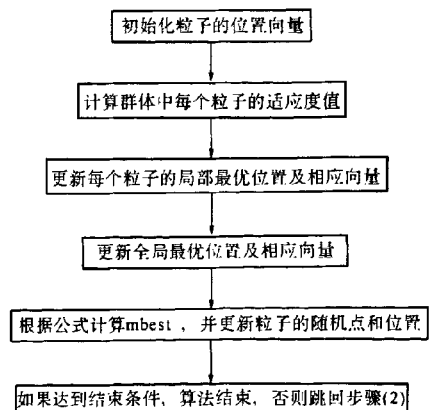 初始化粒子的位置向量
计算群体中每个粒子的适应度值
更新每个粒子的局部最优位置及相应向量
更新全局最优位置及相应向量
根据公式计算mbest ，并更新粒子的随机点和位置
如果达到结束条件，算法结束，否则跳回步骤(2)